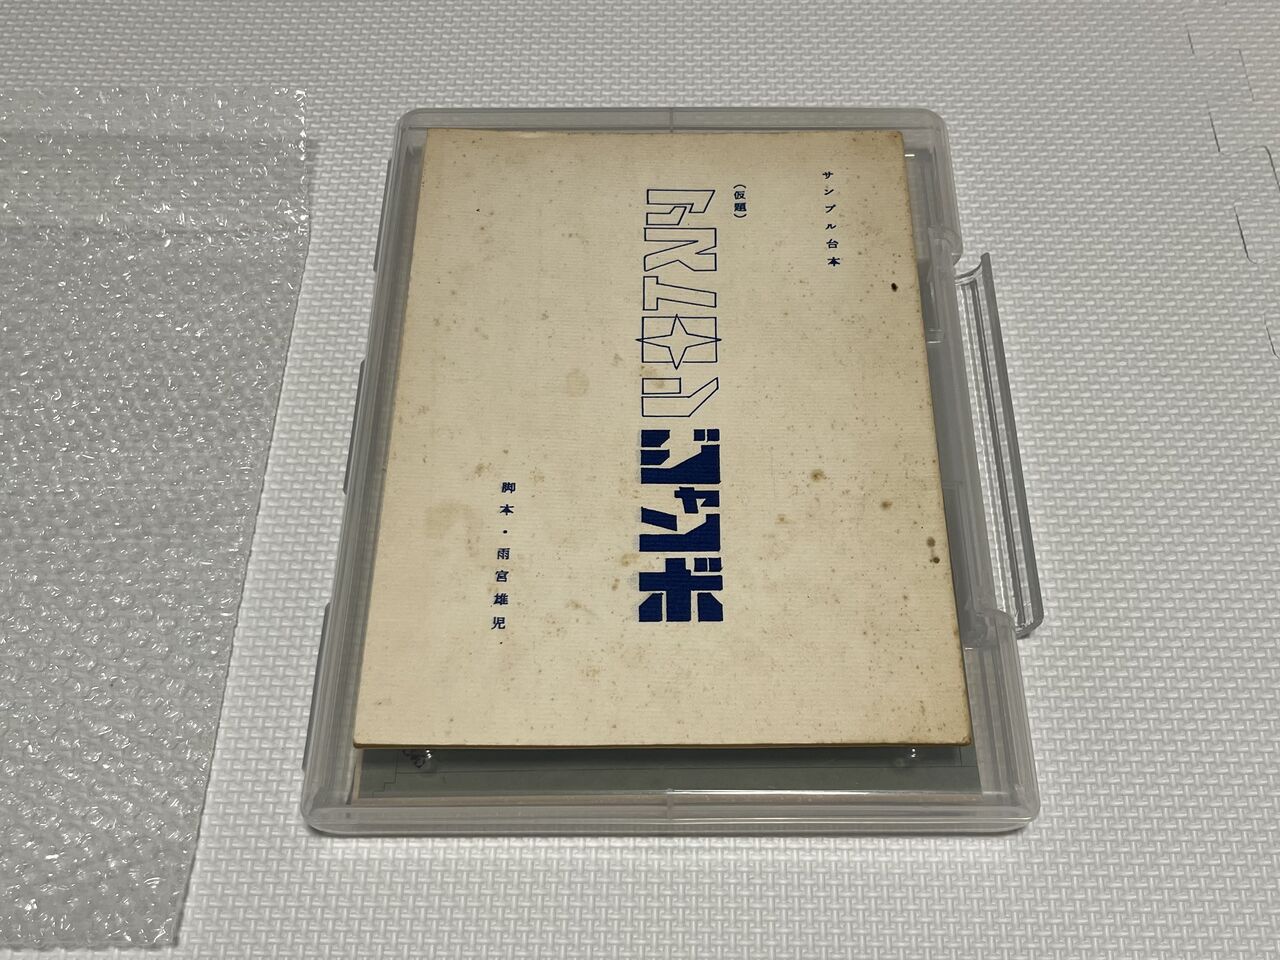 サンプル台本
(仮題)
アストロンジャンボ
脚本・雨宮雄児